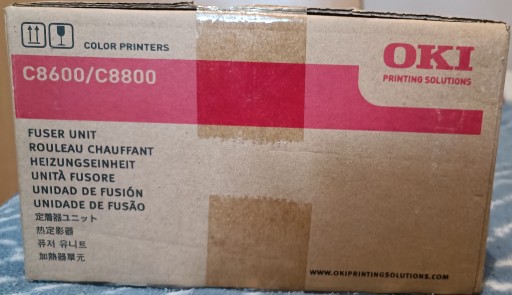 COLOR PRINTERS
OKI
PRINTING SOLUTIONS
C8600/C8800
FUSER UNIT
ROULEAU CHAUFFANT
HEIZUNGSEINHEIT
UNITÀ FUSORE
UNIDAD DE FUSIÓN
UNIDADE DE FUSÃO
定着器ユニット
热定影器
퓨저 유니트
加熱器單元
WWW.OKIPRINTINGSOLUTIONS.COM